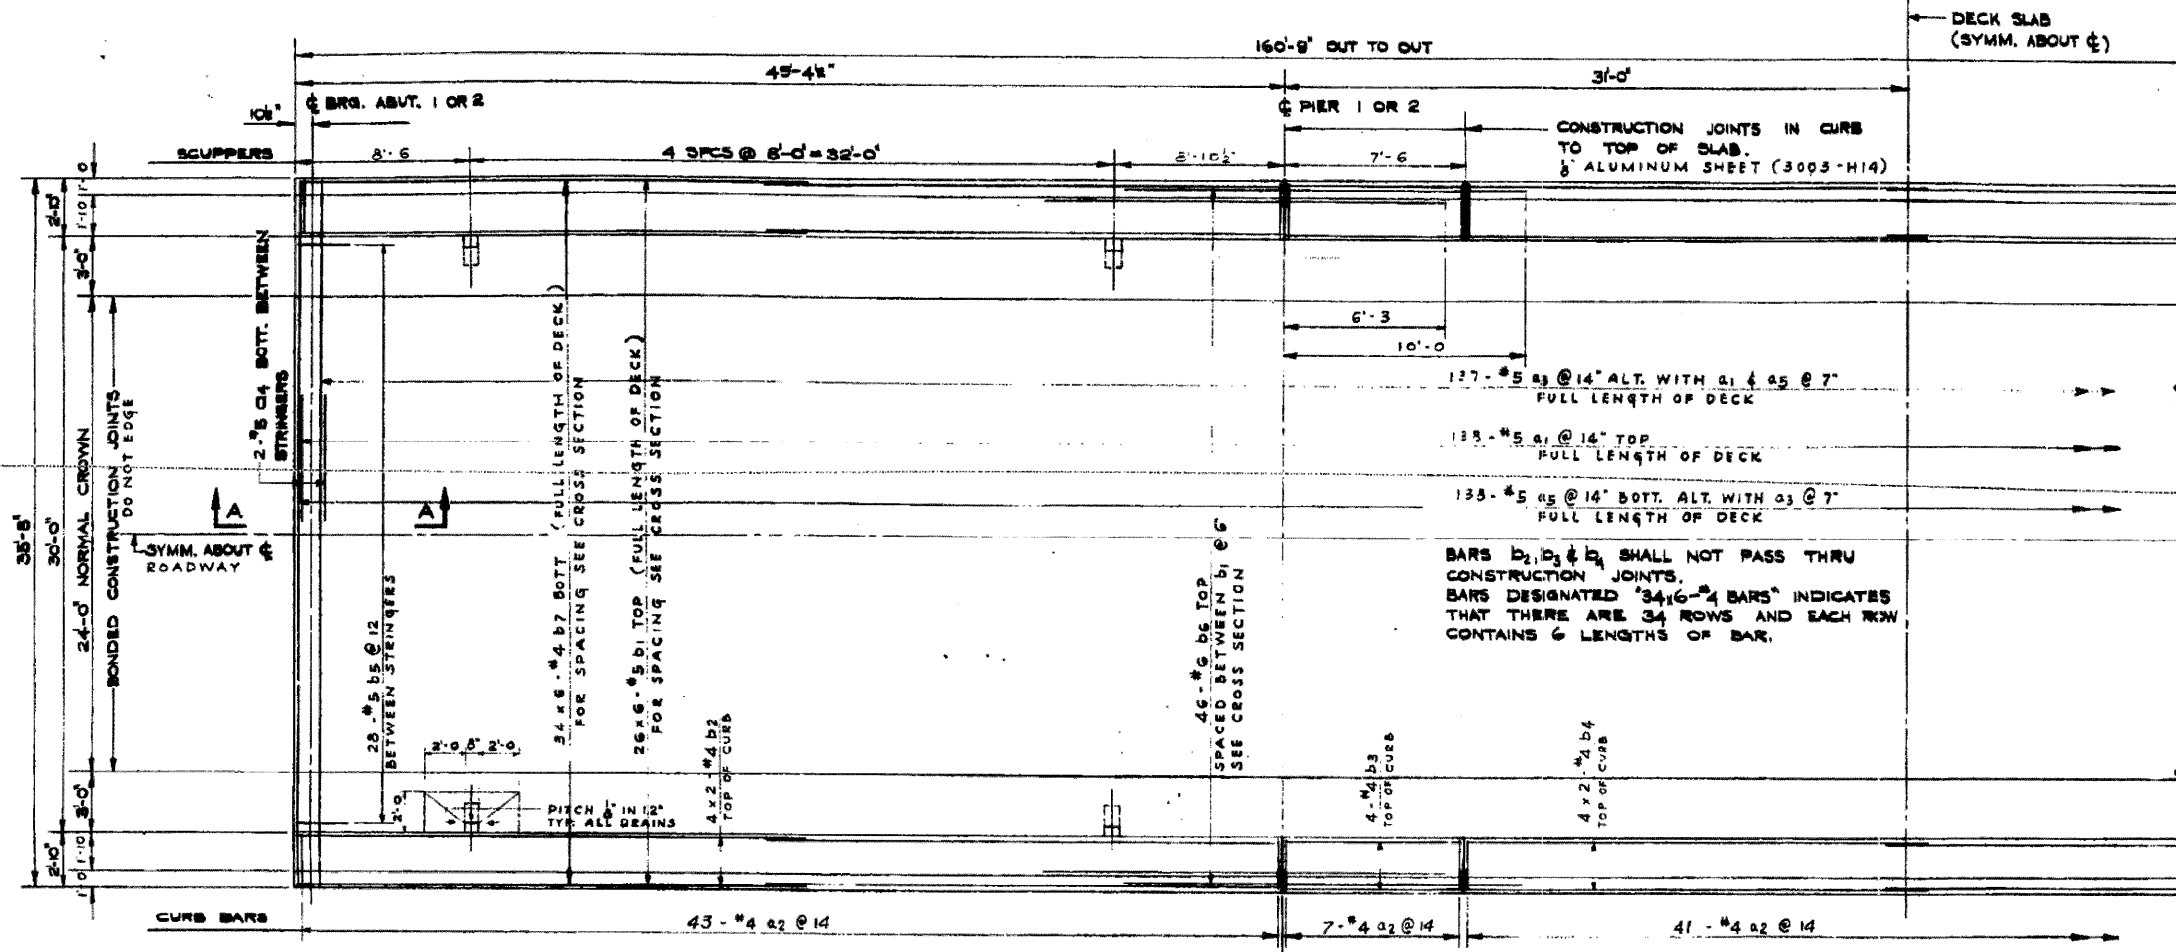 DECK SLAB
(SYMM. ABOUT ℄)
160'-9" OUT TO OUT
49'-4½"
31'-0"
℄ BRG. ABUT. 1 OR 2
10½"
℄ PIER 1 OR 2
CONSTRUCTION JOINTS IN CURB
TO TOP OF SLAB.
⅛" ALUMINUM SHEET (3003-H14)
SCUPPERS
8'-6
4 SPCS @ 8'-0" = 32'-0"
8'-10½"
7'-6
1'-0
1'-10
2'-10"
3'-0"
2-#5 a4 BOTT. BETWEEN
STRINGERS
6'-3
10'-0
137-#5 a3 @ 14" ALT. WITH a1 & a5 @ 7"
FULL LENGTH OF DECK
138-#5 a1 @ 14" TOP
FULL LENGTH OF DECK
138-#5 a5 @ 14" BOTT. ALT. WITH a3 @ 7"
FULL LENGTH OF DECK
BARS b2, b3 & b4 SHALL NOT PASS THRU
CONSTRUCTION JOINTS.
BARS DESIGNATED "34x6-#4 BARS" INDICATES
THAT THERE ARE 34 ROWS AND EACH ROW
CONTAINS 6 LENGTHS OF BAR.
35'-8"
30'-0"
24'-0" NORMAL CROWN
BONDED CONSTRUCTION JOINTS
DO NOT EDGE
A
A
SYMM. ABOUT ℄
ROADWAY
28-#5 b5 @ 12
BETWEEN STRINGERS
34 x 6-#4 b7 BOTT (FULL LENGTH OF DECK)
FOR SPACING SEE CROSS SECTION
26x6-#5 b1 TOP (FULL LENGTH OF DECK)
FOR SPACING SEE CROSS SECTION
4 x 2-#4 b2
TOP OF CURB
46-#6 b6 TOP
SPACED BETWEEN b1 @ 6
SEE CROSS SECTION
4-#4 b3
TOP OF CURB
4 x 2-#4 b4
TOP OF CURB
2'-0 8" 2'-0
2'-0"
PITCH ⅛" IN 12"
TYP. ALL DRAINS
3'-0"
1'-10
2'-10"
1'-0
CURB BARS
43 - #4 a2 @ 14
7-#4 a2 @ 14
41 - #4 a2 @ 14